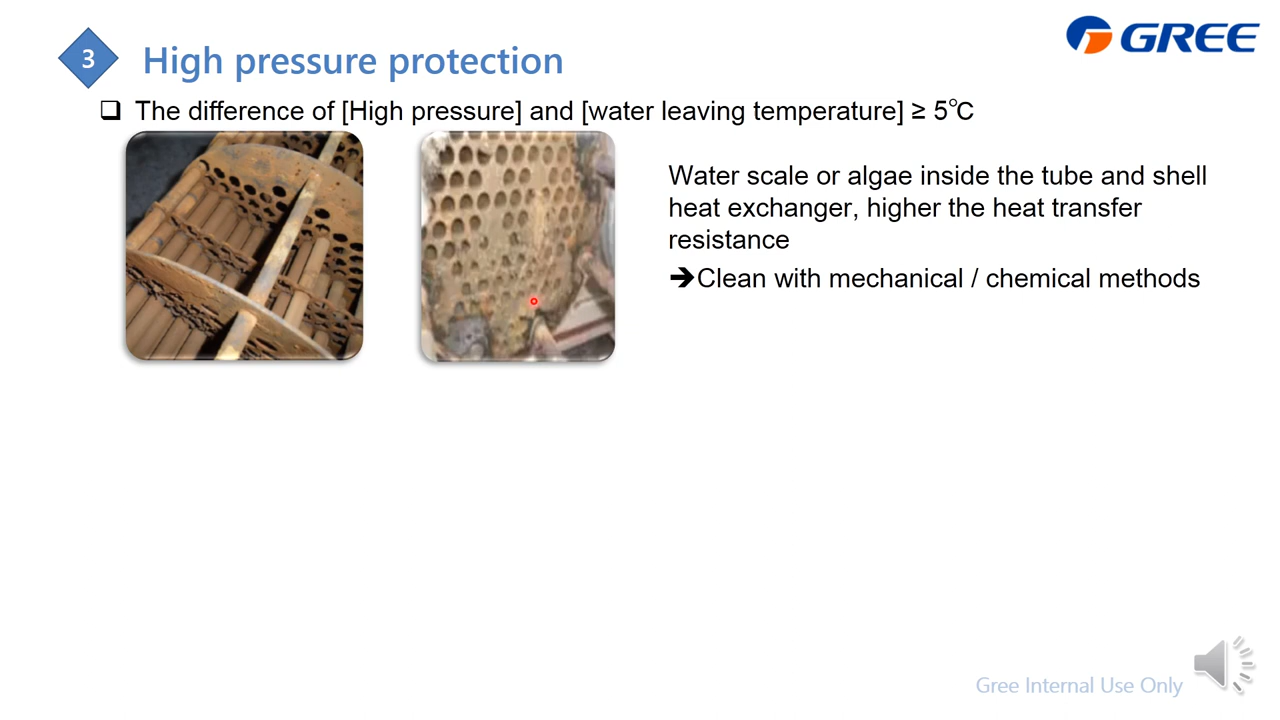 3
High pressure protection
GREE
❑ The difference of [High pressure] and [water leaving temperature] ≥ 5℃
Water scale or algae inside the tube and shell
heat exchanger, higher the heat transfer
resistance
➔Clean with mechanical / chemical methods
Gree Internal Use Only